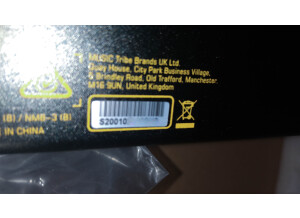 MUSIC Tribe Brands UK Ltd.
Quay House, City Park Business Village,
6 Brindley Road, Old Trafford, Manchester,
M16 9UN, United Kingdom
(B) / NMB-3 (B)
IN CHINA
S20010